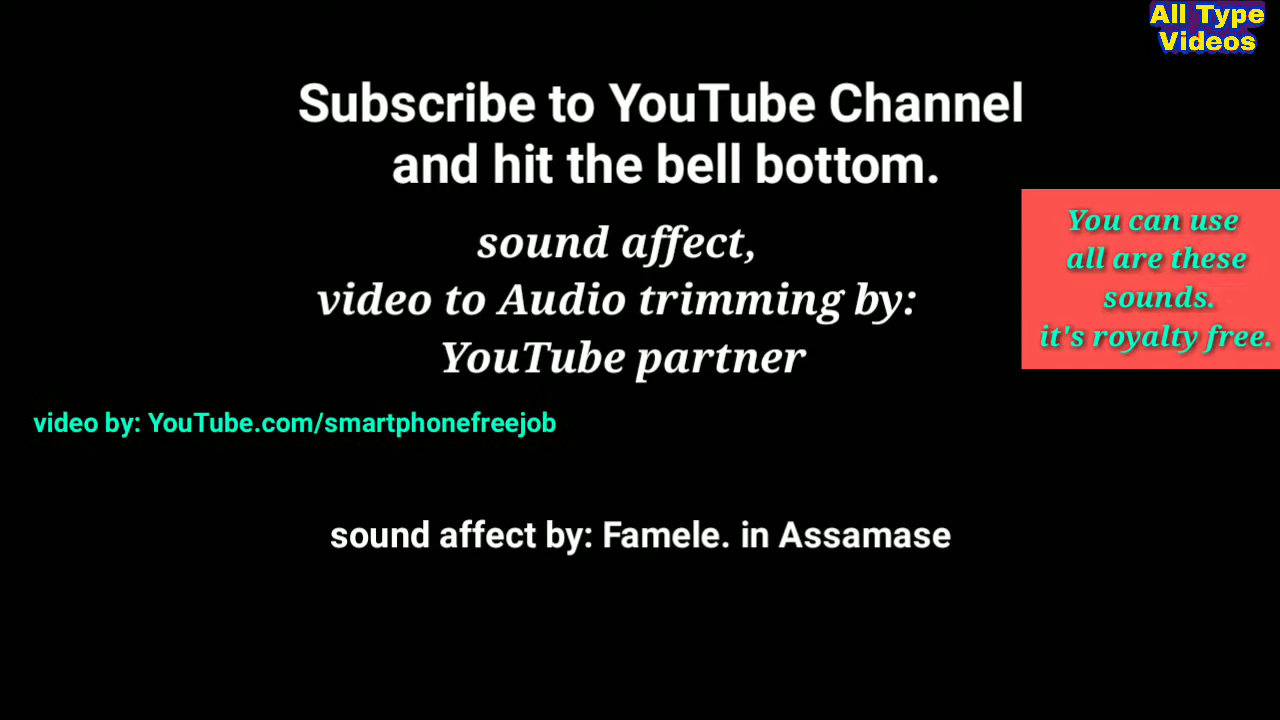 All Type
Videos
Subscribe to YouTube Channel
and hit the bell bottom.
sound affect,
video to Audio trimming by:
YouTube partner
You can use
all are these
sounds.
it's royalty free.
video by: YouTube.com/smartphonefreejob
sound affect by: Famele. in Assamase